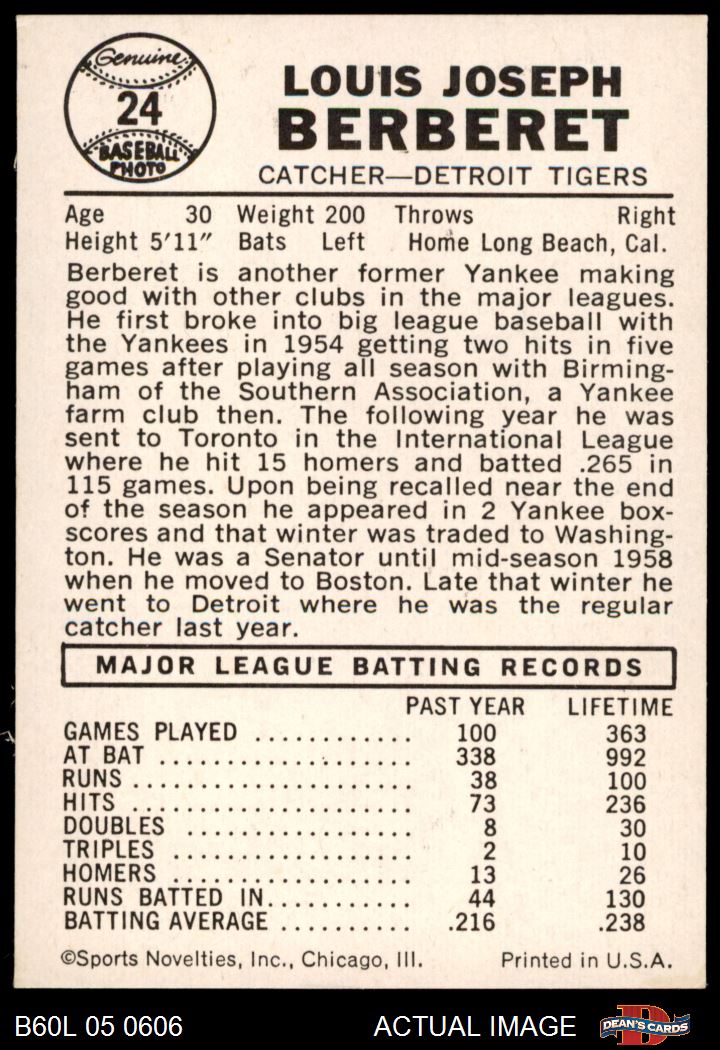 Genuine
24
BASEBALL
PHOTO
LOUIS JOSEPH
BERBERET
CATCHER—DETROIT TIGERS
Age 30 Weight 200 Throws Right
Height 5'11" Bats Left Home Long Beach, Cal.
Berberet is another former Yankee making
good with other clubs in the major leagues.
He first broke into big league baseball with
the Yankees in 1954 getting two hits in five
games after playing all season with Birming-
ham of the Southern Association, a Yankee
farm club then. The following year he was
sent to Toronto in the International League
where he hit 15 homers and batted .265 in
115 games. Upon being recalled near the end
of the season he appeared in 2 Yankee box-
scores and that winter was traded to Washing-
ton. He was a Senator until mid-season 1958
when he moved to Boston. Late that winter he
went to Detroit where he was the regular
catcher last year.
MAJOR LEAGUE BATTING RECORDS
PAST YEAR LIFETIME
GAMES PLAYED ............ 100 363
AT BAT .................... 338 992
RUNS ...................... 38 100
HITS ...................... 73 236
DOUBLES .................. 8 30
TRIPLES ................... 2 10
HOMERS ................... 13 26
RUNS BATTED IN........... 44 130
BATTING AVERAGE .......... .216 .238
©Sports Novelties, Inc., Chicago, Ill. Printed in U.S.A.
B60L 05 0606 ACTUAL IMAGE DEAN'S CARDS